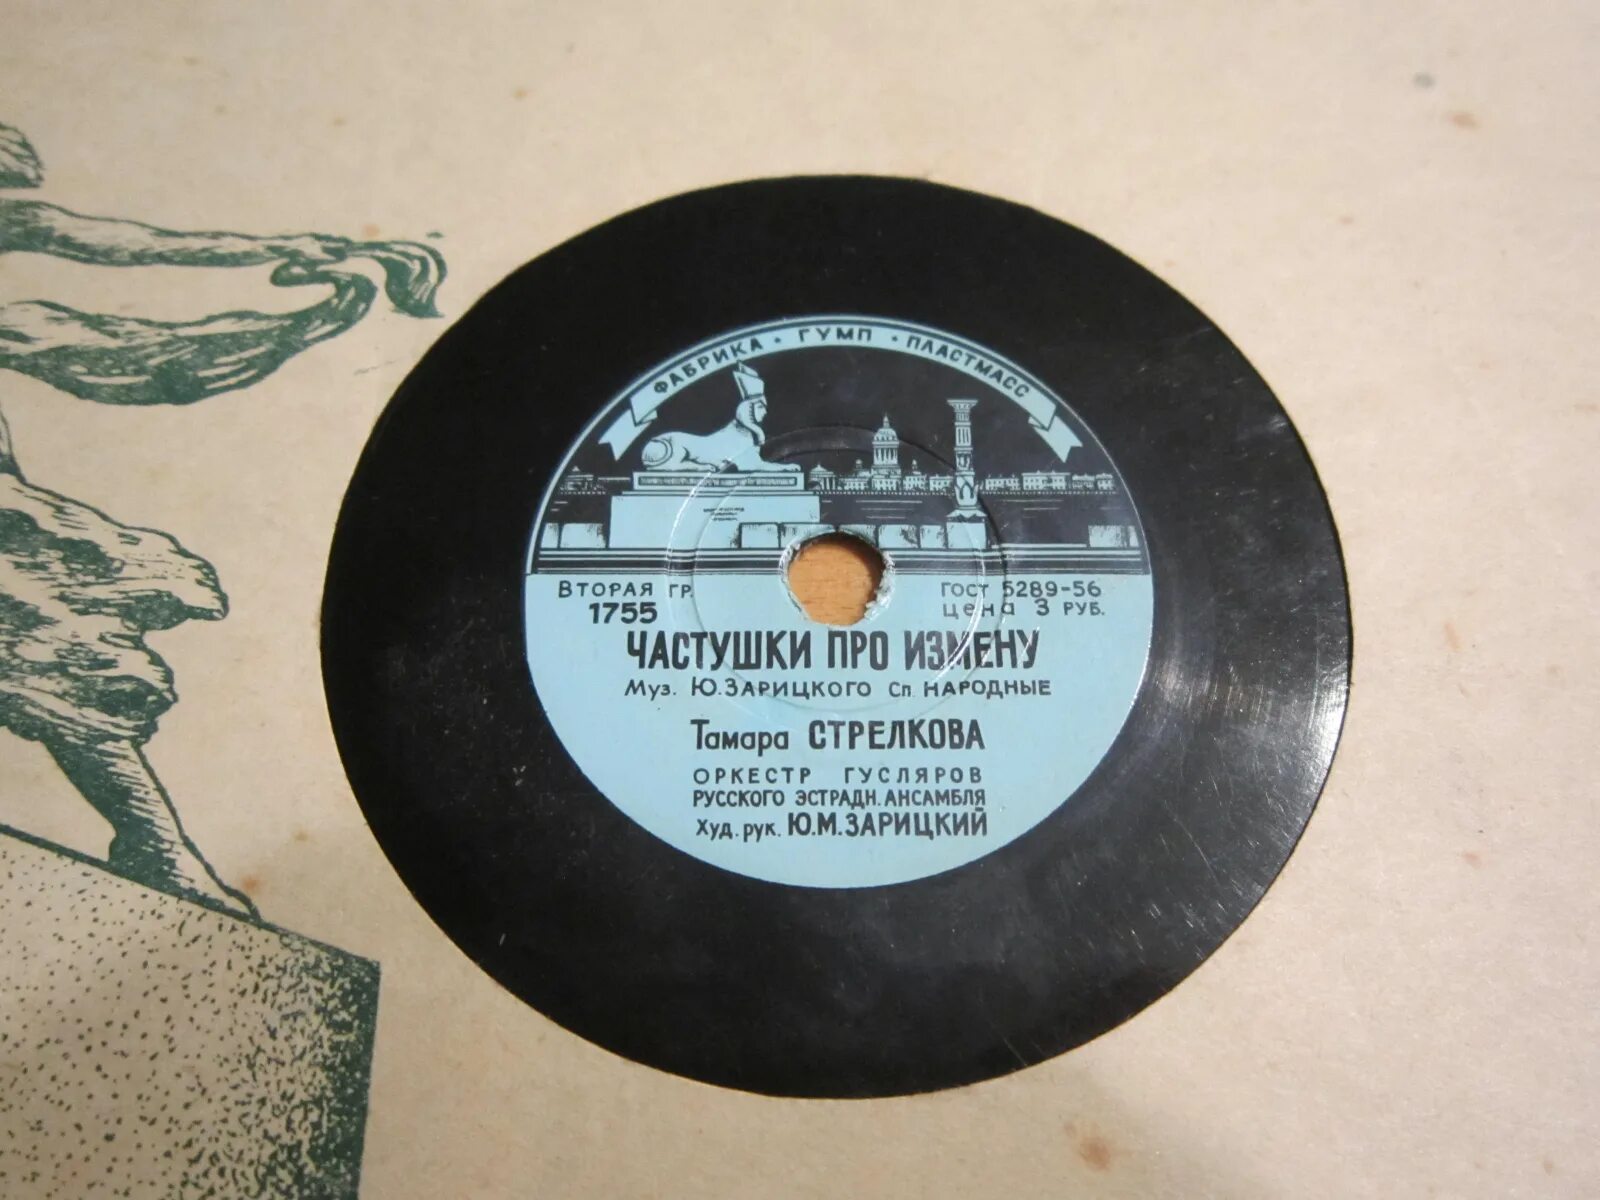 ФАБРИКА · ГУМП · ПЛАСТМАСС
ВТОРАЯ ГР. ГОСТ 5289-56
1755 цена 3 РУБ.
ЧАСТУШКИ ПРО ИЗМЕНУ
Муз. Ю.ЗАРИЦКОГО Сл. НАРОДНЫЕ
Тамара СТРЕЛКОВА
ОРКЕСТР ГУСЛЯРОВ
РУССКОГО ЭСТРАДН. АНСАМБЛЯ
Худ. рук. Ю.М.ЗАРИЦКИЙ